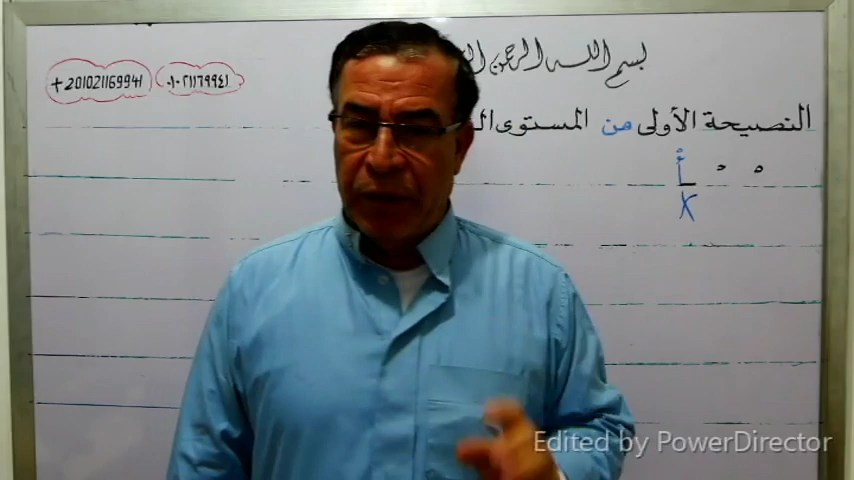 بسم الله الرحمن
+201021169941
٠١٠٢١١٦٩٩٤١
النصيحة الأولى من المستوى
Edited by PowerDirector